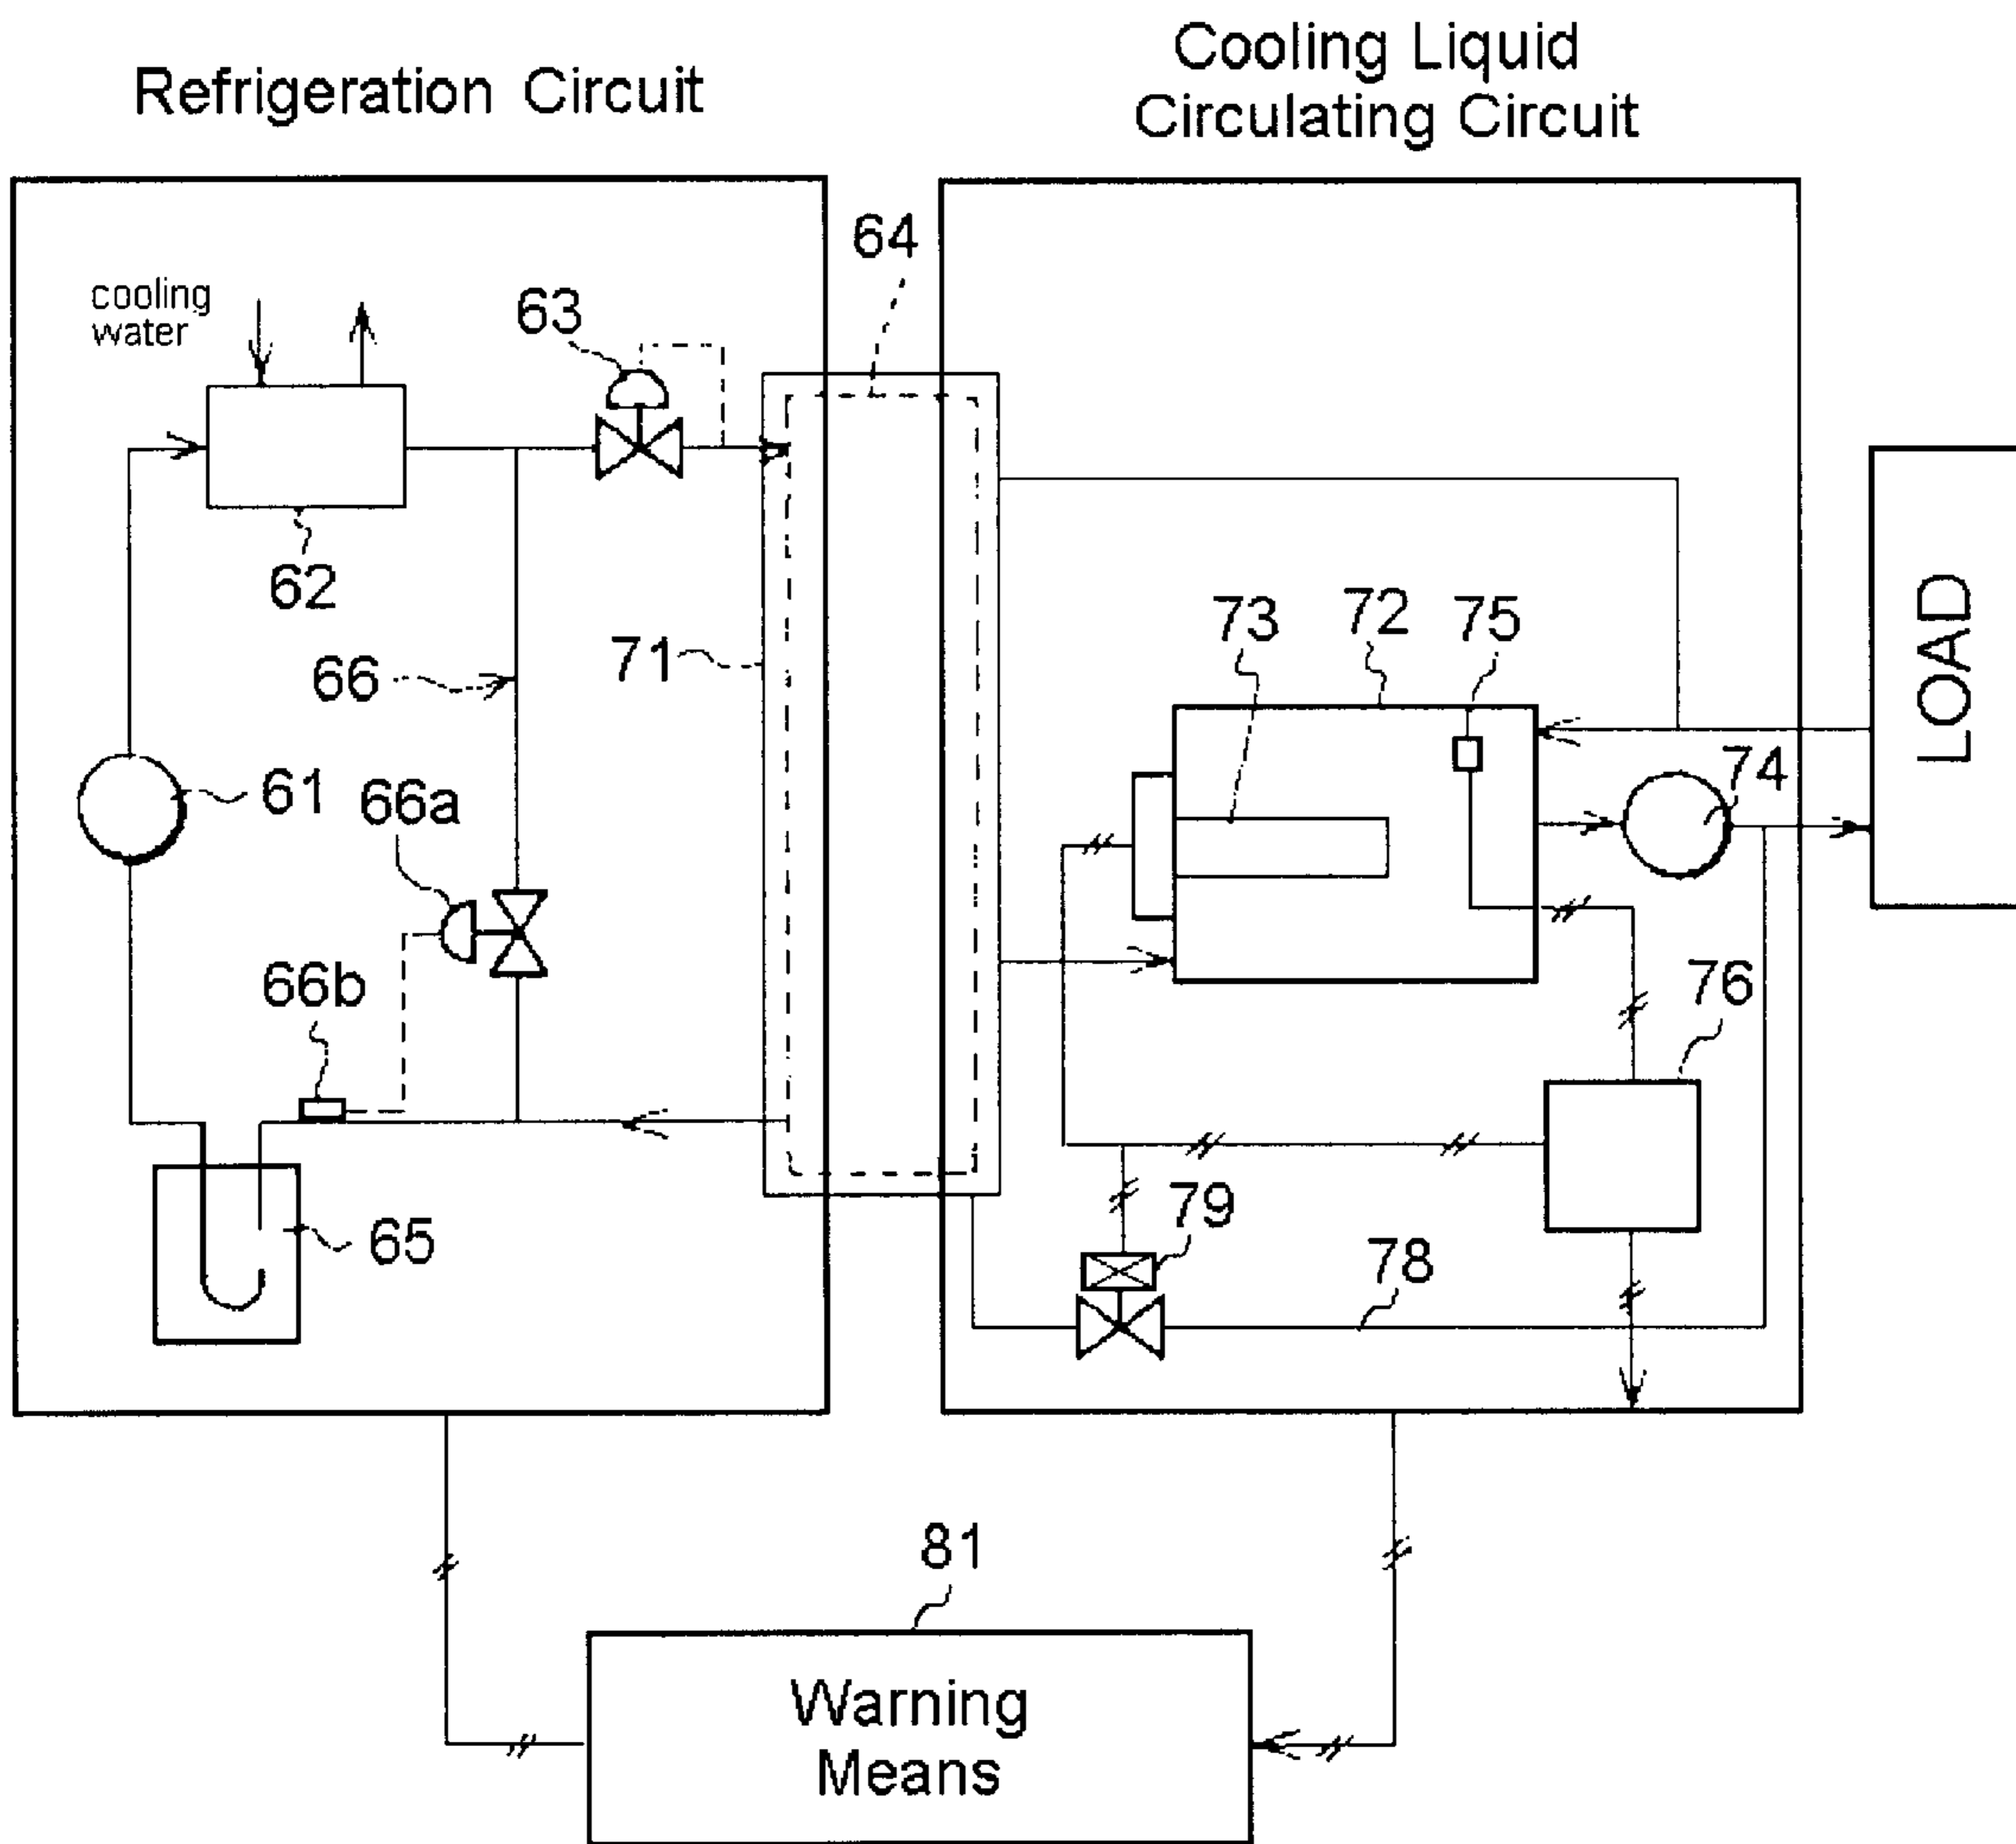 Refrigeration Circuit
Cooling Liquid
Circulating Circuit
64
cooling
water
63
62
73
72
75
LOAD
71
66
61
66a
74
66b
76
65
79
78
81
Warning
Means